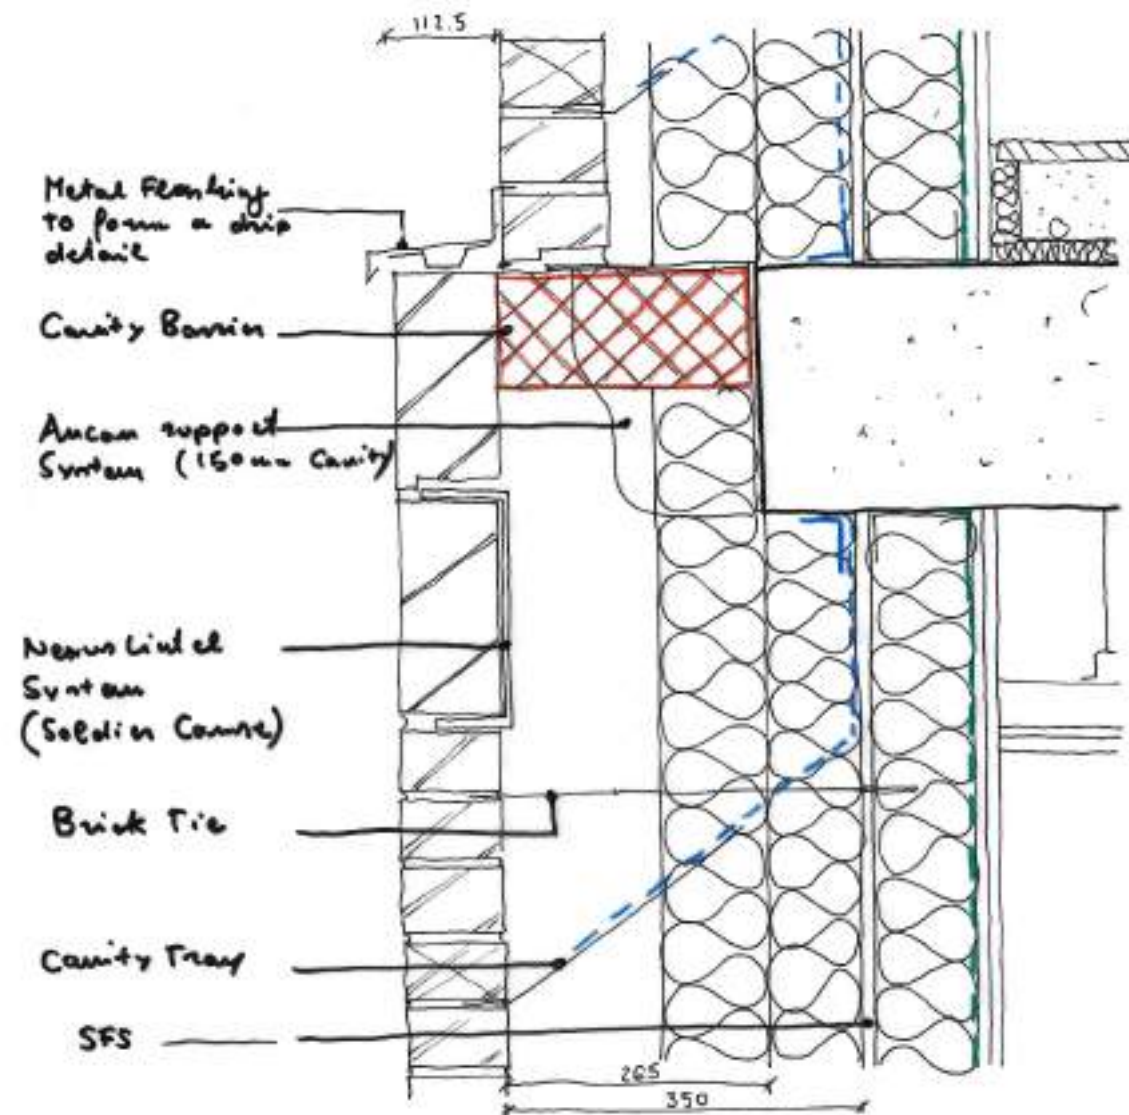 112.5
Metal Flashing
to form a drip
detail
Cavity Barrier
Ancon support
System (150mm Cavity)
Nexus Lintel
System
(Soldier Course)
Brick Tie
Cavity Tray
SFS
265
350